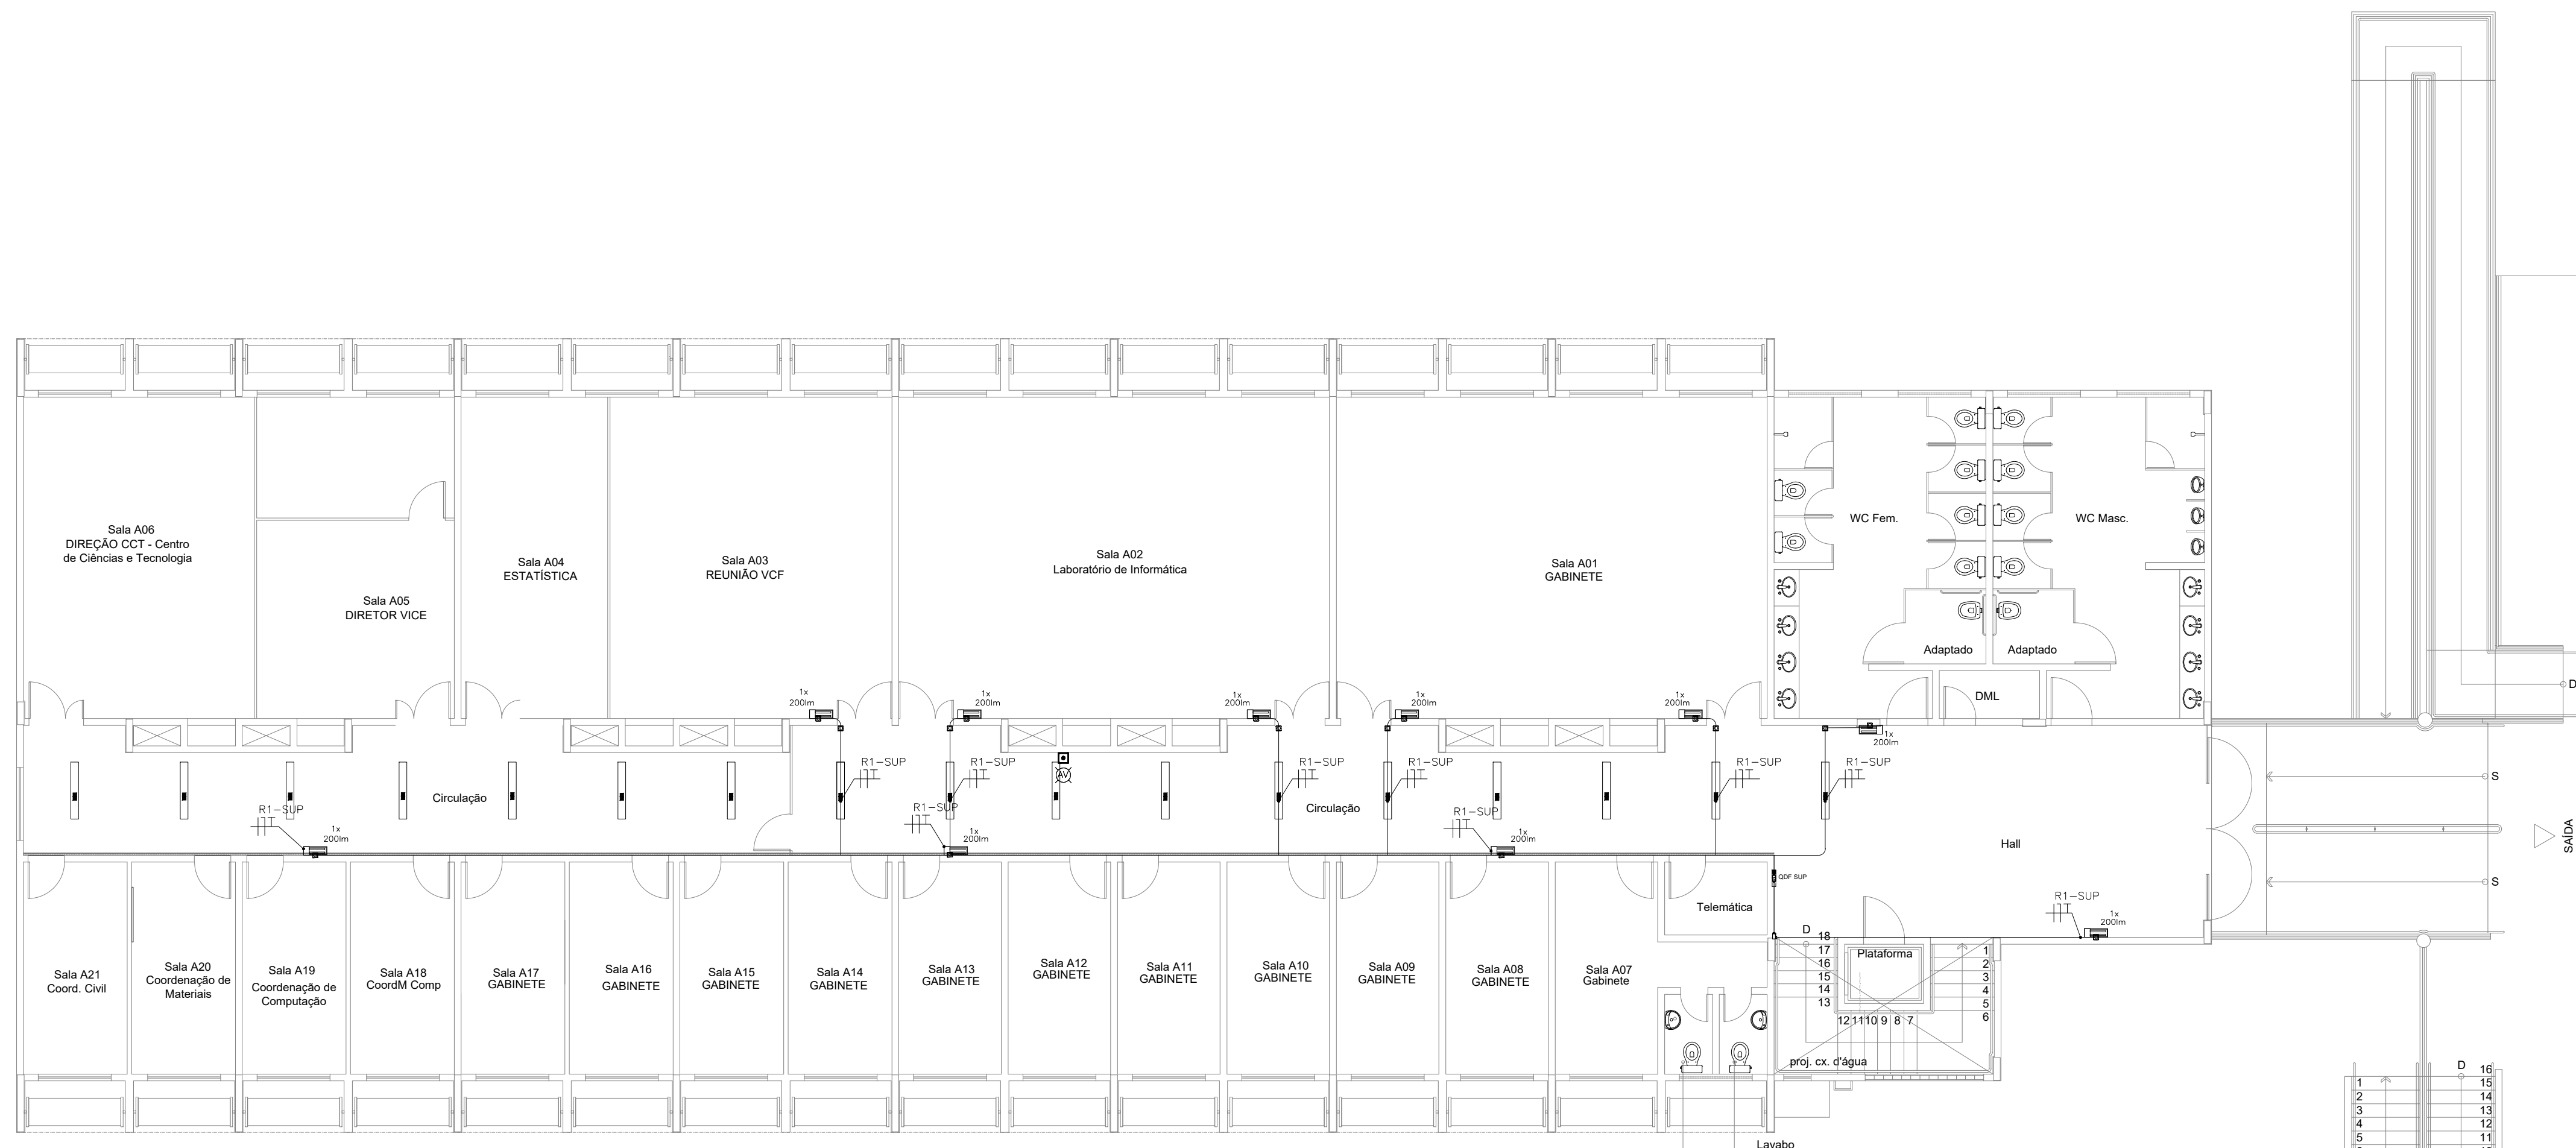 D
Sala A06
DIREÇÃO CCT - Centro
de Ciências e Tecnologia
Sala A05
DIRETOR VICE
Sala A04
ESTATÍSTICA
Sala A03
REUNIÃO VCF
Sala A02
Laboratório de Informática
Sala A01
GABINETE
WC Fem.
WC Masc.
Adaptado
Adaptado
DML
1x
200lm
1x
200lm
1x
200lm
1x
200lm
1x
200lm
1x
200lm
R1-SUP
R1-SUP
R1-SUP
R1-SUP
R1-SUP
R1-SUP
AV
Circulação
Circulação
R1-SUP
1x
200lm
R1-SUP
1x
200lm
R1-SUP
1x
200lm
Hall
S
S
SAÍDA
QDF SUP
Telemática
R1-SUP
1x
200lm
Sala A21
Coord. Civil
Sala A20
Coordenação de
Materiais
Sala A19
Coordenação de
Computação
Sala A18
CoordM Comp
Sala A17
GABINETE
Sala A16
GABINETE
Sala A15
GABINETE
Sala A14
GABINETE
Sala A13
GABINETE
Sala A12
GABINETE
Sala A11
GABINETE
Sala A10
GABINETE
Sala A09
GABINETE
Sala A08
GABINETE
Sala A07
Gabinete
D
18
17
16
15
14
13
12
11
10
9
8
7
Plataforma
1
2
3
4
5
6
proj. cx. d'água
Lavabo
D
1
2
3
4
5
16
15
14
13
12
11